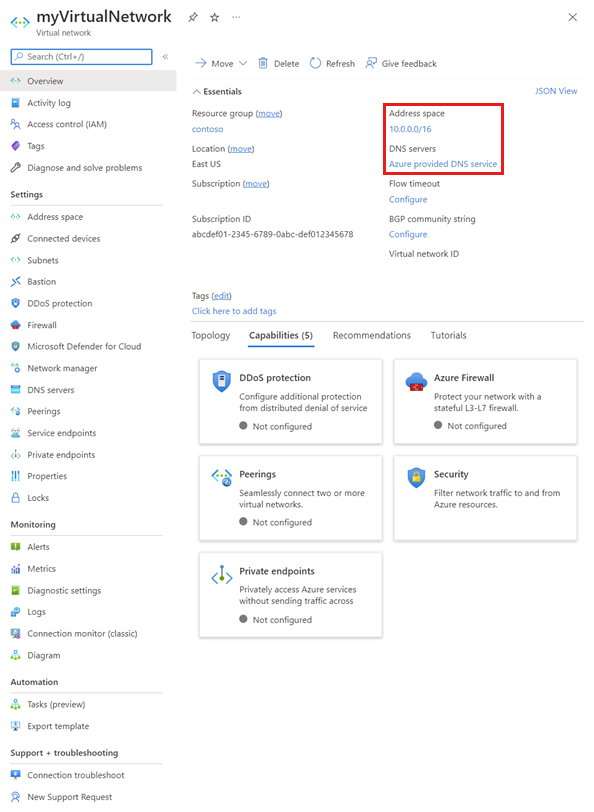 myVirtualNetwork
Virtual network
Search (Ctrl+/)
Overview
Activity log
Access control (IAM)
Tags
Diagnose and solve problems
Settings
Address space
Connected devices
Subnets
Bastion
DDoS protection
Firewall
Microsoft Defender for Cloud
Network manager
DNS servers
Peerings
Service endpoints
Private endpoints
Properties
Locks
Monitoring
Alerts
Metrics
Diagnostic settings
Logs
Connection monitor (classic)
Diagram
Automation
Tasks (preview)
Export template
Support + troubleshooting
Connection troubleshoot
New Support Request
Move
Delete
Refresh
Give feedback
Essentials
JSON View
Resource group (move)
contoso
Location (move)
East US
Subscription (move)
Subscription ID
abcdef01-2345-6789-0abc-def012345678
Address space
10.0.0.0/16
DNS servers
Azure provided DNS service
Flow timeout
Configure
BGP community string
Configure
Virtual network ID
Tags (edit)
Click here to add tags
Topology
Capabilities (5)
Recommendations
Tutorials
DDoS protection
Configure additional protection
from distributed denial of service
Not configured
Azure Firewall
Protect your network with a
stateful L3-L7 firewall.
Not configured
Peerings
Seamlessly connect two or more
virtual networks.
Not configured
Security
Filter network traffic to and from
Azure resources.
Private endpoints
Privately access Azure services
without sending traffic across
Not configured